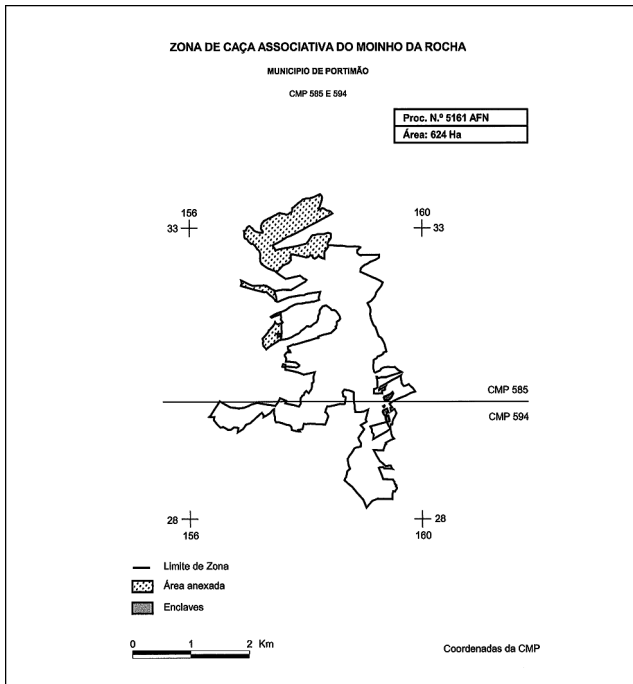 ZONA DE CAÇA ASSOCIATIVA DO MOINHO DA ROCHA
MUNICIPIO DE PORTIMÃO
CMP 585 E 594
Proc. N.º 5161 AFN
Área: 624 Ha
156 160
33 33
CMP 585
CMP 594
28 28
156 160
Limite de Zona
Área anexada
Enclaves
0 1 2 Km
Coordenadas da CMP